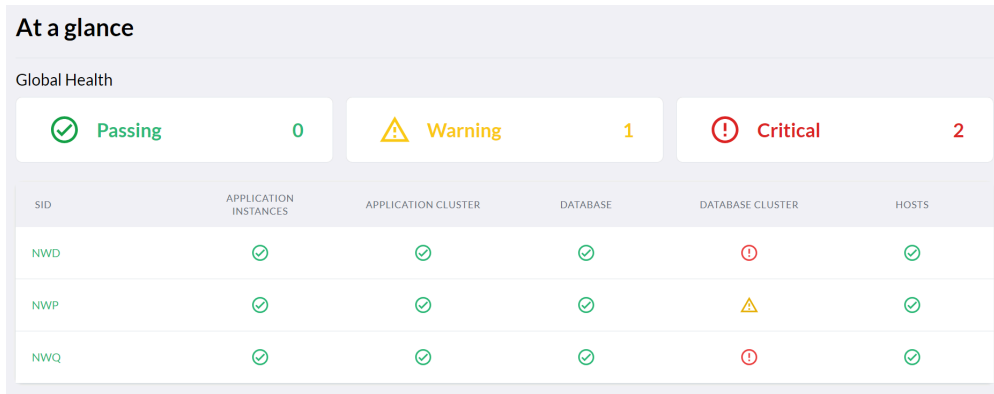 At a glance
Global Health
Passing 0
Warning 1
Critical 2
SID
APPLICATION
INSTANCES
APPLICATION CLUSTER
DATABASE
DATABASE CLUSTER
HOSTS
NWD
NWP
NWQ